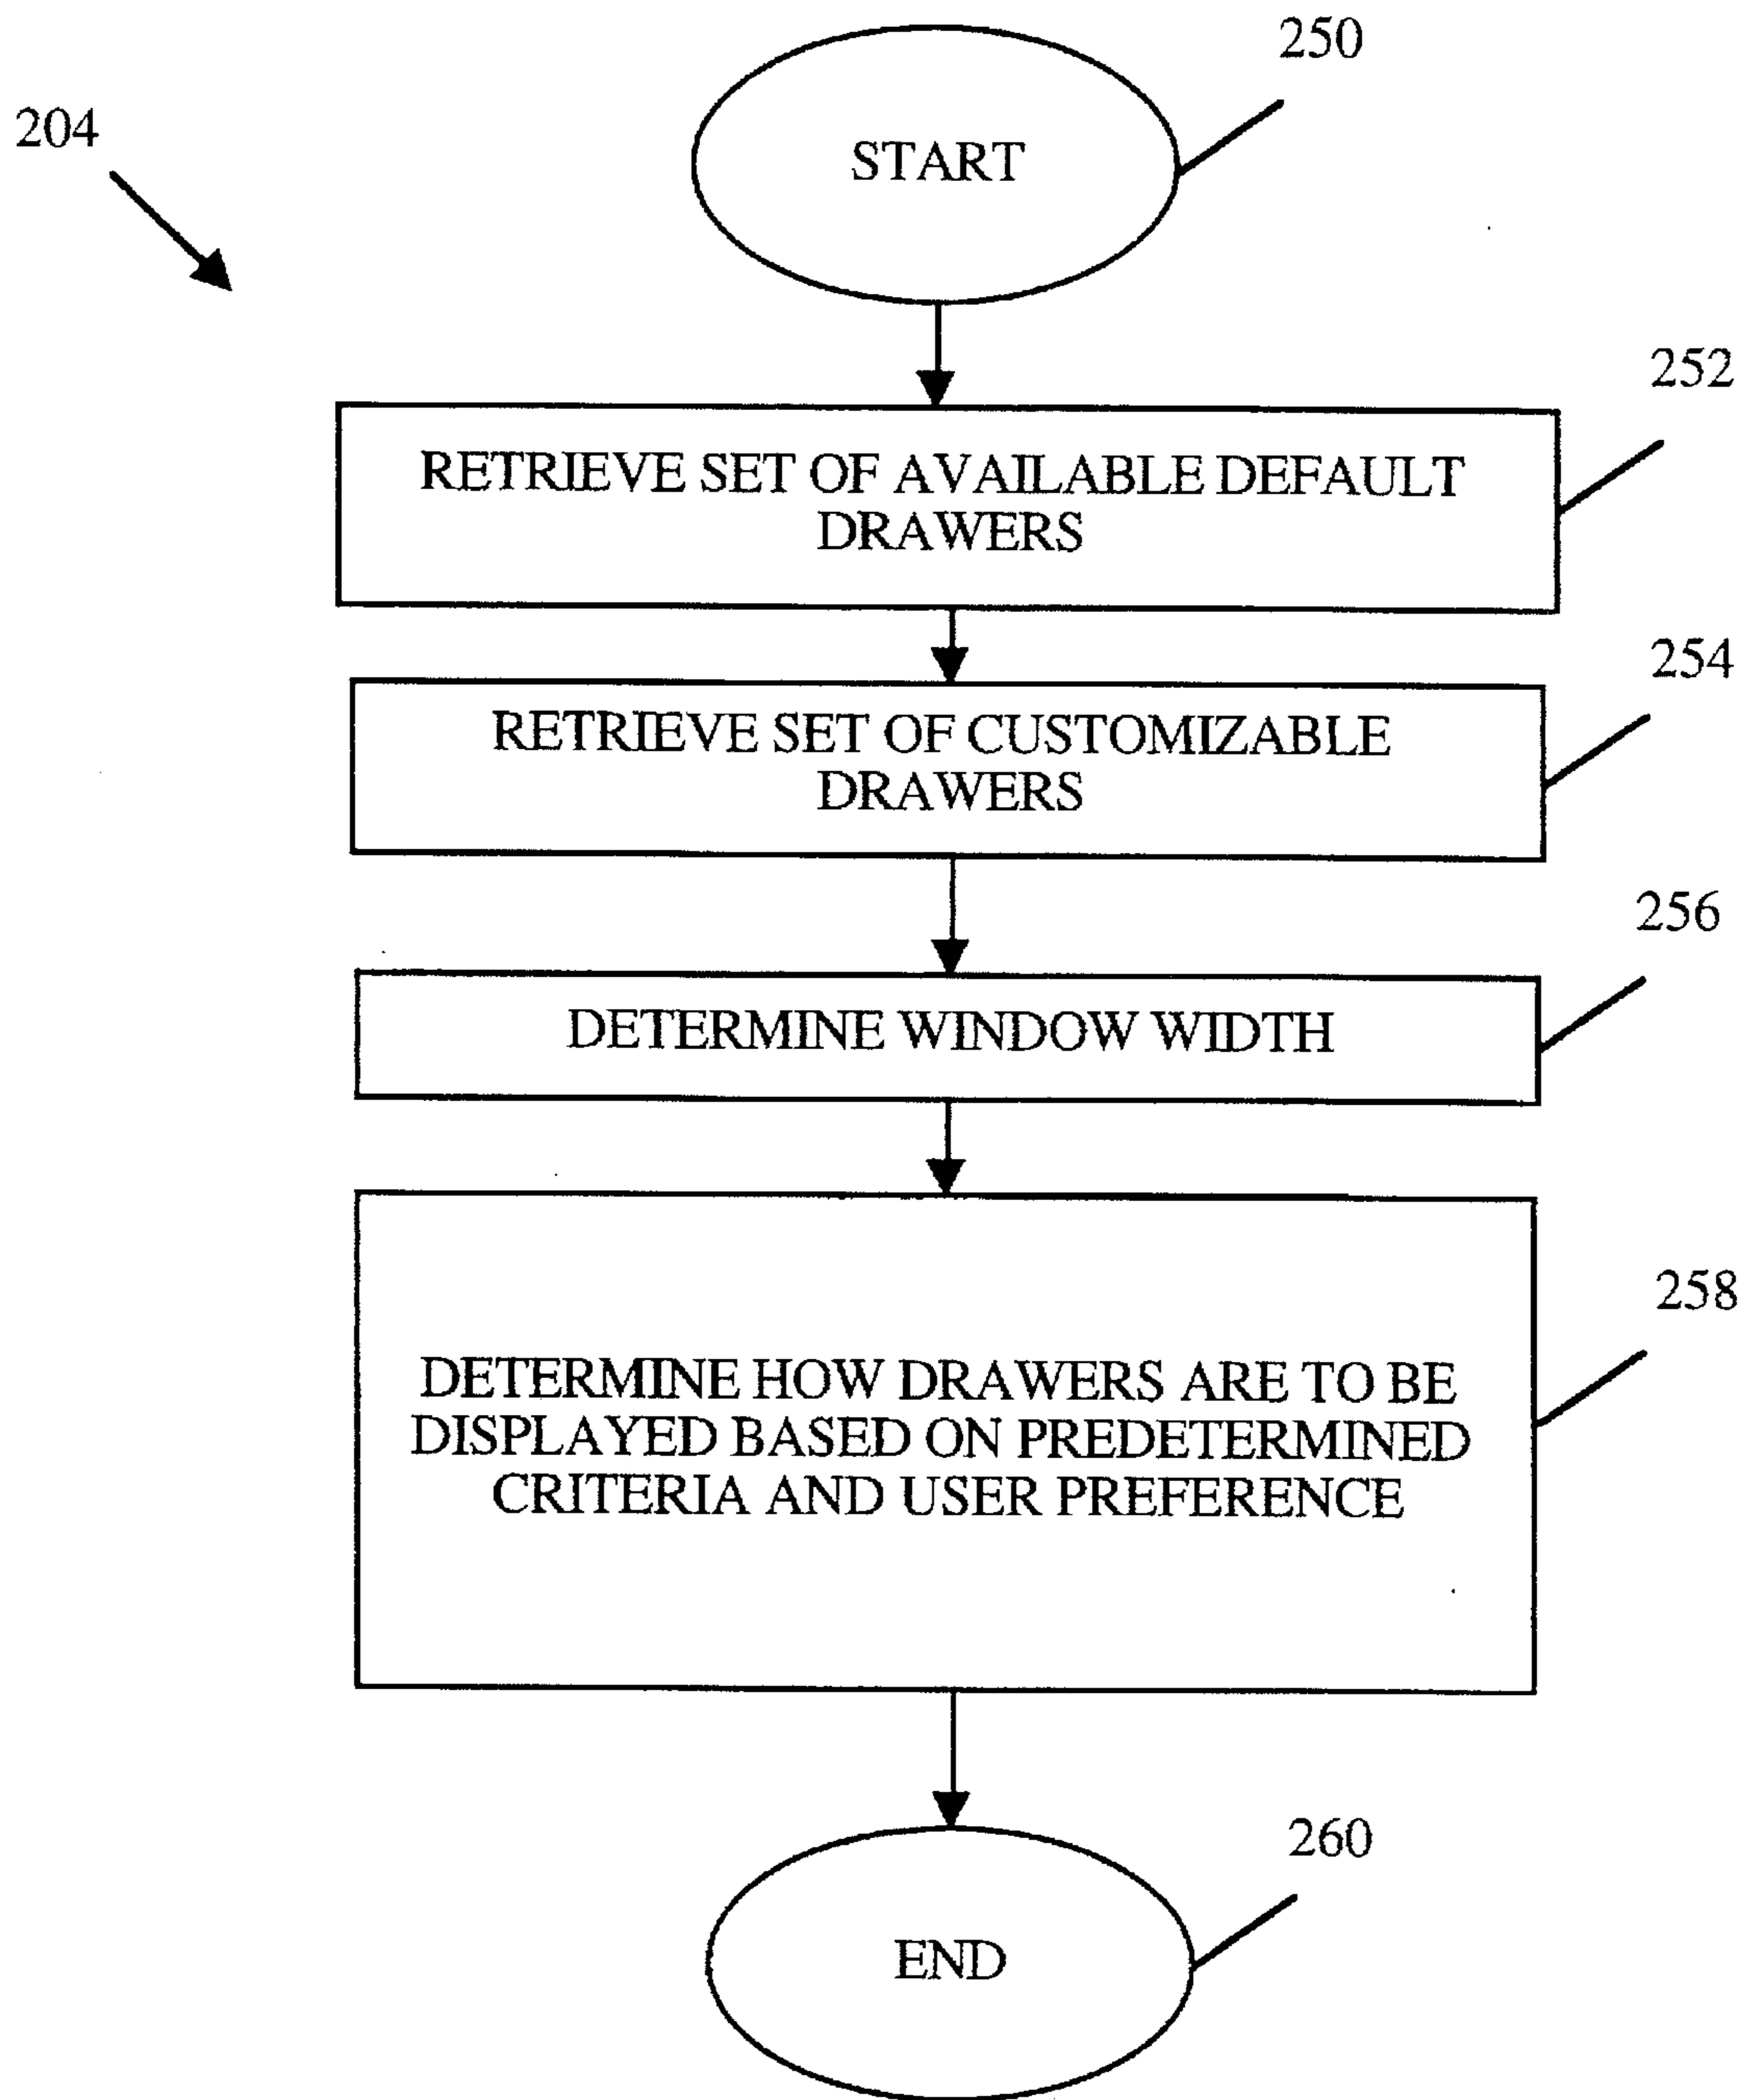 250
204
START
252
RETRIEVE SET OF AVAILABLE DEFAULT
DRAWERS
254
RETRIEVE SET OF CUSTOMIZABLE
DRAWERS
256
DETERMINE WINDOW WIDTH
258
DETERMINE HOW DRAWERS ARE TO BE
DISPLAYED BASED ON PREDETERMINED
CRITERIA AND USER PREFERENCE
260
END